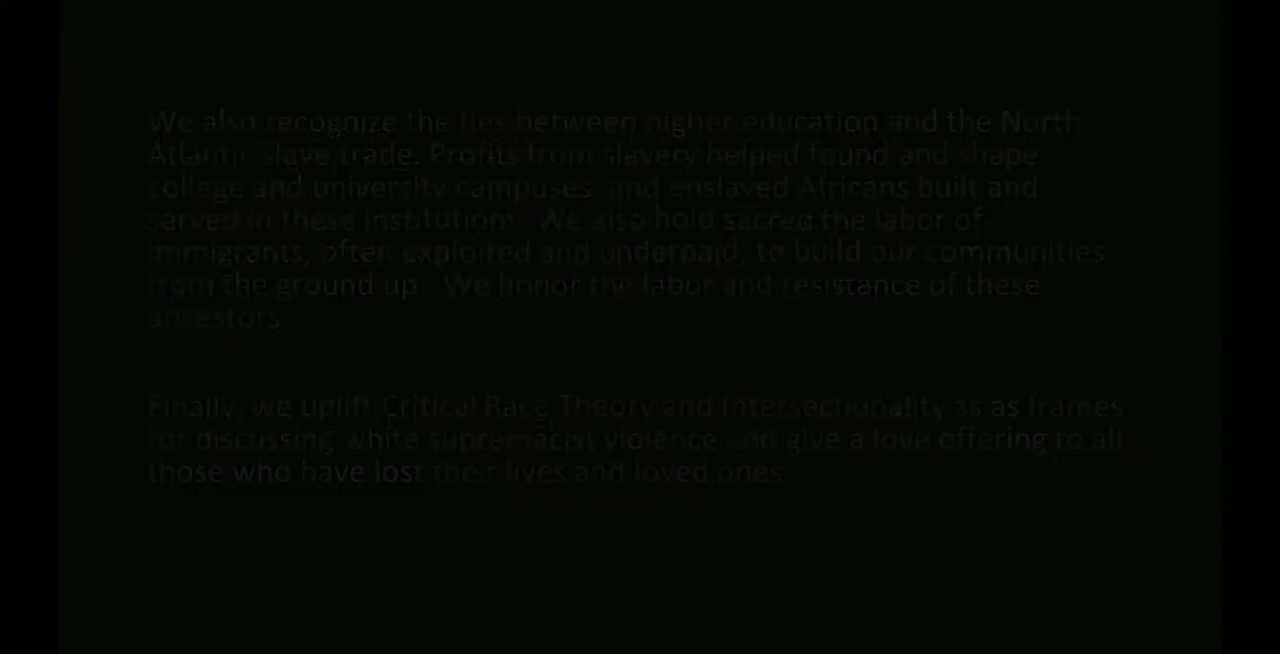 We also recognize the ties between higher education and the North
Atlantic slave trade. Profits from slavery helped found and shape
college and university campuses, and enslaved Africans built and
served in these institutions. We also hold sacred the labor of
immigrants, often exploited and underpaid, to build our communities
from the ground up. We honor the labor and resistance of these
ancestors.
Finally, we uplift Critical Race Theory and Intersectionality as as frames
for discussing white supremacist violence and give a love offering to all
those who have lost their lives and loved ones.